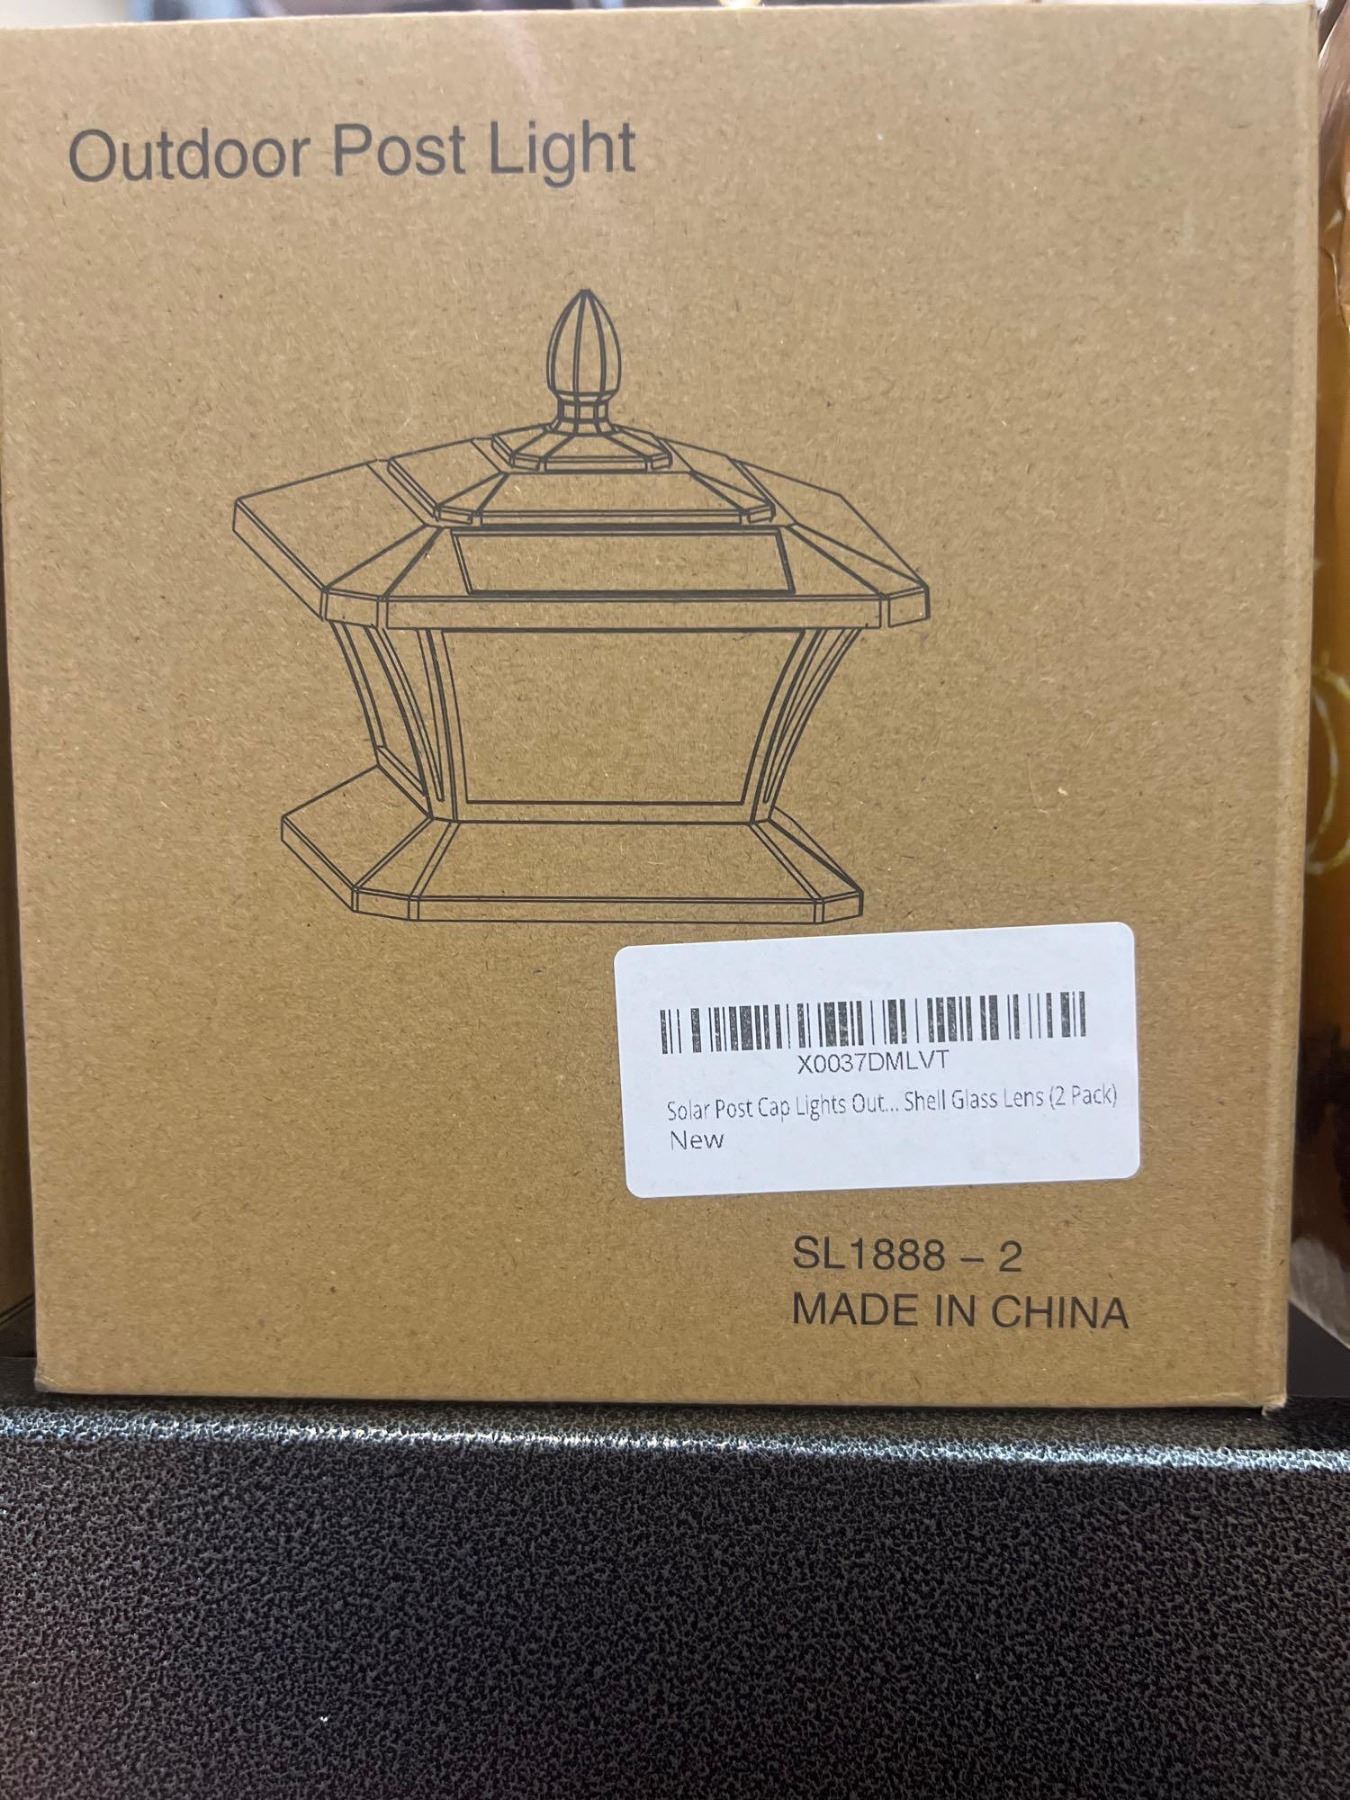 Outdoor Post Light
X0037DMLVT
Solar Post Cap Lights Out... Shell Glass Lens (2 Pack)
New
SL1888 – 2
MADE IN CHINA